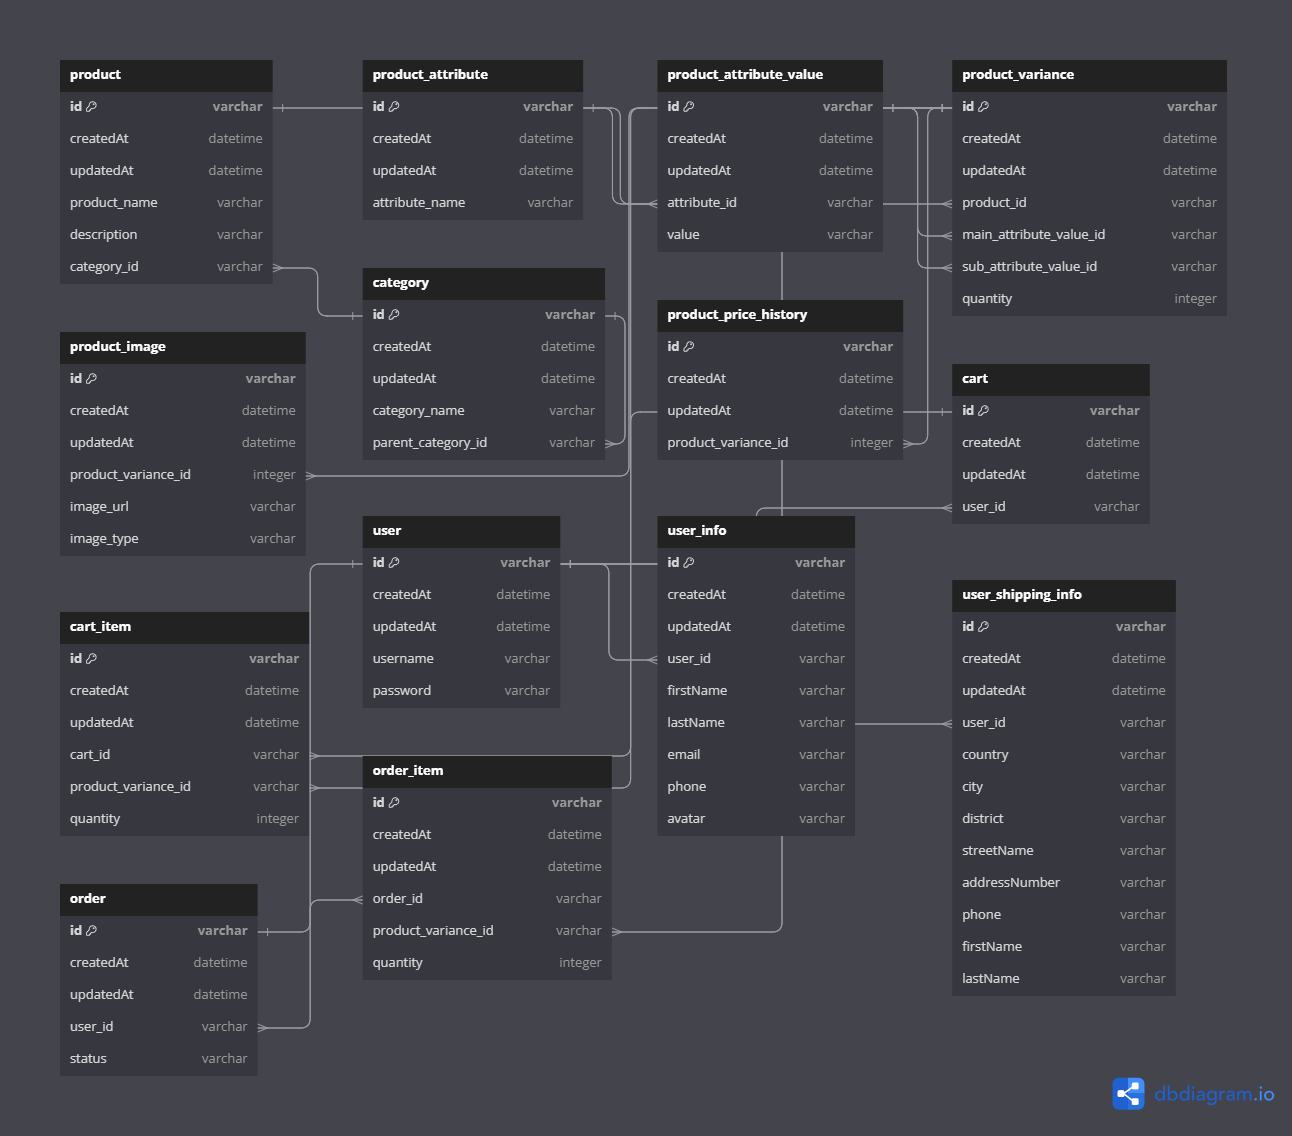 product
id varchar
createdAt datetime
updatedAt datetime
product_name varchar
description varchar
category_id varchar
product_attribute
id varchar
createdAt datetime
updatedAt datetime
attribute_name varchar
product_attribute_value
id varchar
createdAt datetime
updatedAt datetime
attribute_id varchar
value varchar
product_variance
id varchar
createdAt datetime
updatedAt datetime
product_id varchar
main_attribute_value_id varchar
sub_attribute_value_id varchar
quantity integer
category
id varchar
createdAt datetime
updatedAt datetime
category_name varchar
parent_category_id varchar
product_price_history
id varchar
createdAt datetime
updatedAt datetime
product_variance_id integer
product_image
id varchar
createdAt datetime
updatedAt datetime
product_variance_id integer
image_url varchar
image_type varchar
cart
id varchar
createdAt datetime
updatedAt datetime
user_id varchar
user
id varchar
createdAt datetime
updatedAt datetime
username varchar
password varchar
user_info
id varchar
createdAt datetime
updatedAt datetime
user_id varchar
firstName varchar
lastName varchar
email varchar
phone varchar
avatar varchar
user_shipping_info
id varchar
createdAt datetime
updatedAt datetime
user_id varchar
country varchar
city varchar
district varchar
streetName varchar
addressNumber varchar
phone varchar
firstName varchar
lastName varchar
cart_item
id varchar
createdAt datetime
updatedAt datetime
cart_id varchar
product_variance_id varchar
quantity integer
order_item
id varchar
createdAt datetime
updatedAt datetime
order_id varchar
product_variance_id varchar
quantity integer
order
id varchar
createdAt datetime
updatedAt datetime
user_id varchar
status varchar
dbdiagram.io